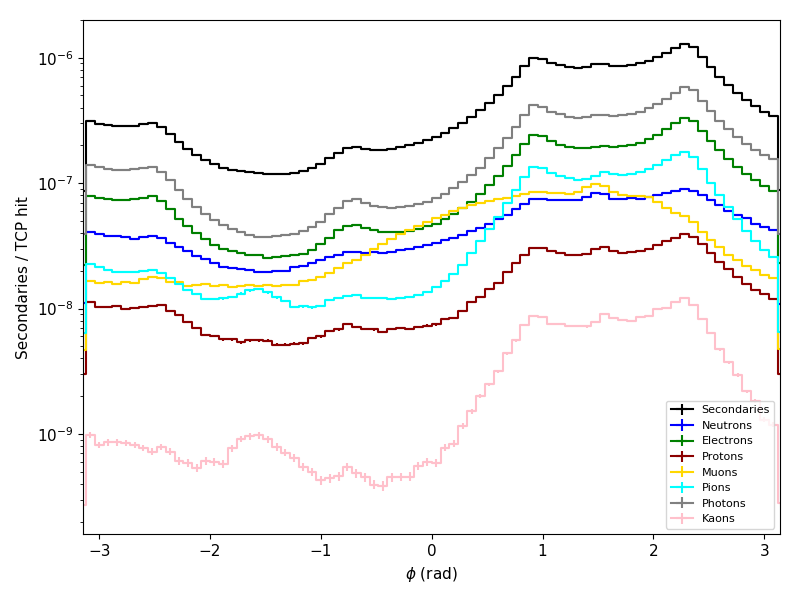 Secondaries / TCP hit
10⁻⁶
10⁻⁷
10⁻⁸
10⁻⁹
Secondaries
Neutrons
Electrons
Protons
Muons
Pions
Photons
Kaons
−3 −2 −1 0 1 2 3
ϕ (rad)